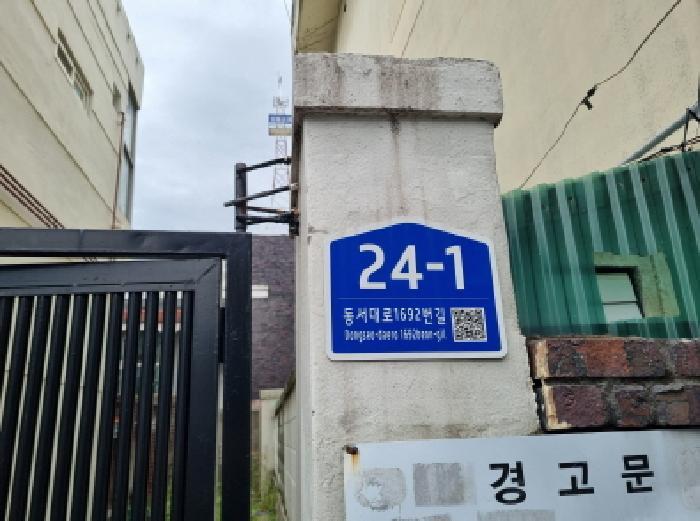 24-1
동서대로1692번길
Dongseo-daero 1692beon-gil
경고문